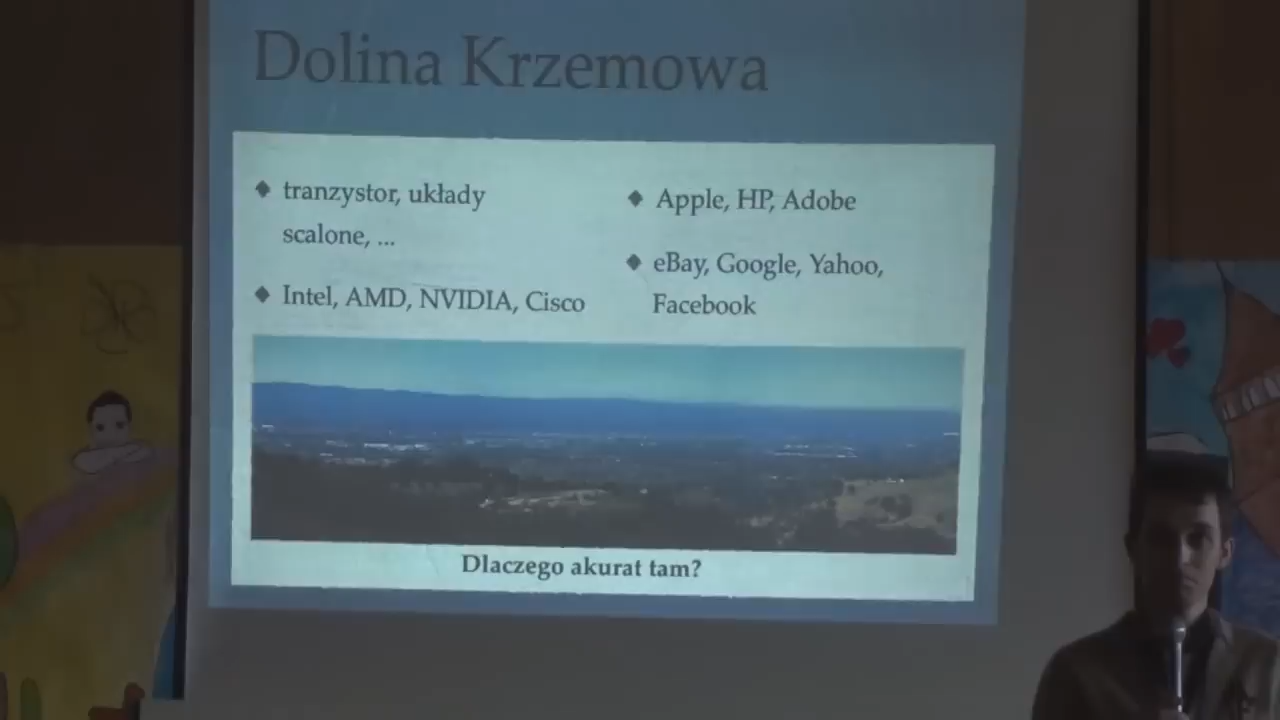 Dolina Krzemowa
◆ tranzystor, układy
scalone, ...
◆ Intel, AMD, NVIDIA, Cisco
◆ Apple, HP, Adobe
◆ eBay, Google, Yahoo,
Facebook
Dlaczego akurat tam?